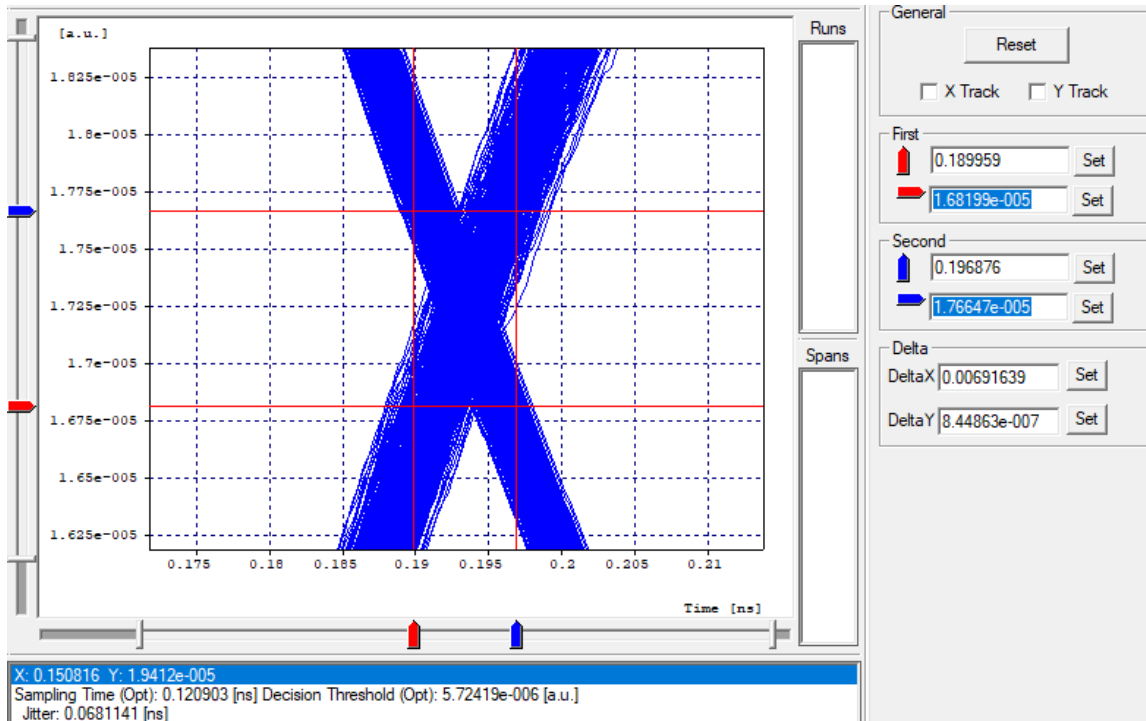 [a.u.]
1.825e-005
1.8e-005
1.775e-005
1.75e-005
1.725e-005
1.7e-005
1.675e-005
1.65e-005
1.625e-005
0.175 0.18 0.185 0.19 0.195 0.2 0.205 0.21
Time [ns]
Runs
Spans
General
Reset
X Track Y Track
First
0.189959 Set
1.68199e-005 Set
Second
0.196876 Set
1.76647e-005 Set
Delta
DeltaX 0.00691639 Set
DeltaY 8.44863e-007 Set
X: 0.150816 Y: 1.9412e-005
Sampling Time (Opt): 0.120903 [ns] Decision Threshold (Opt): 5.72419e-006 [a.u.]
Jitter: 0.0681141 [ns]